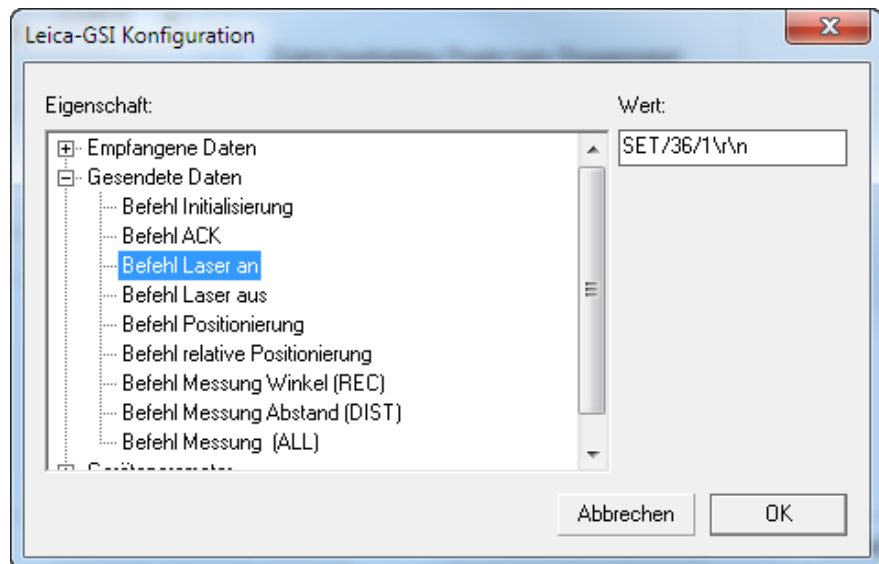 Leica-GSI Konfiguration
Eigenschaft:
Wert:
Empfangene Daten
SET/36/1\r\n
Gesendete Daten
Befehl Initialisierung
Befehl ACK
Befehl Laser an
Befehl Laser aus
Befehl Positionierung
Befehl relative Positionierung
Befehl Messung Winkel (REC)
Befehl Messung Abstand (DIST)
Befehl Messung (ALL)
Abbrechen
OK